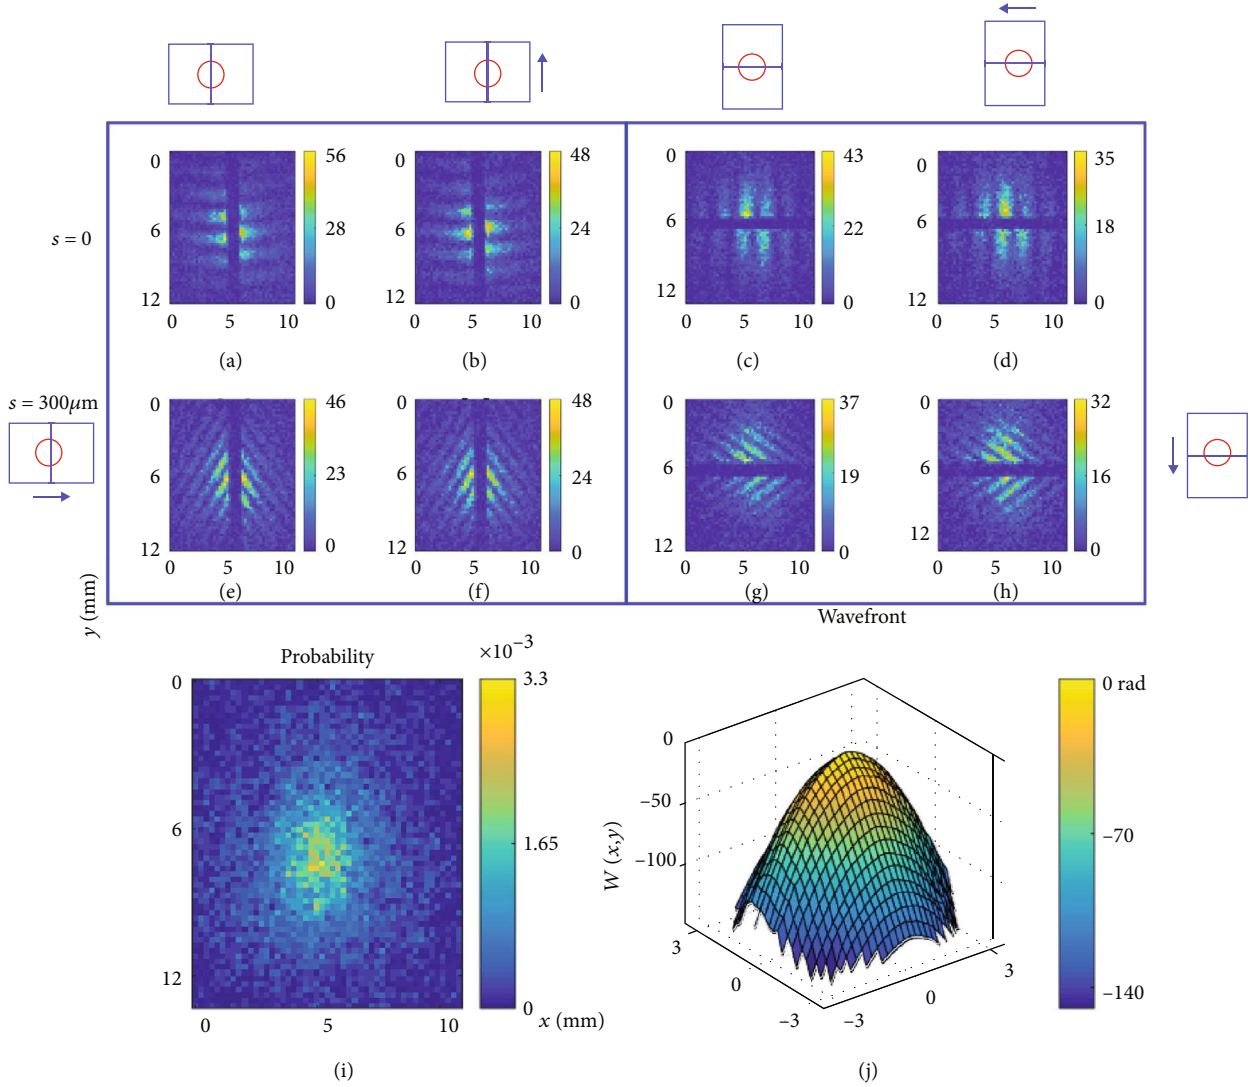 s = 0
0
6
12
0 5 10
56
28
0
(a)
0
6
12
0 5 10
48
24
0
(b)
0
6
12
0 5 10
43
22
0
(c)
0
6
12
0 5 10
35
18
0
(d)
s = 300μm
0
6
12
0 5 10
46
23
0
(e)
0
6
12
0 5 10
48
24
0
(f)
0
6
12
0 5 10
37
19
0
(g)
0
6
12
0 5 10
32
16
0
(h)
y (mm)
Probability
×10−3
0
6
12
0 5 10
3.3
1.65
0
x (mm)
(i)
Wavefront
W (x,y)
0
−50
−100
3
0
−3
−3
0
3
0 rad
−70
−140
(j)